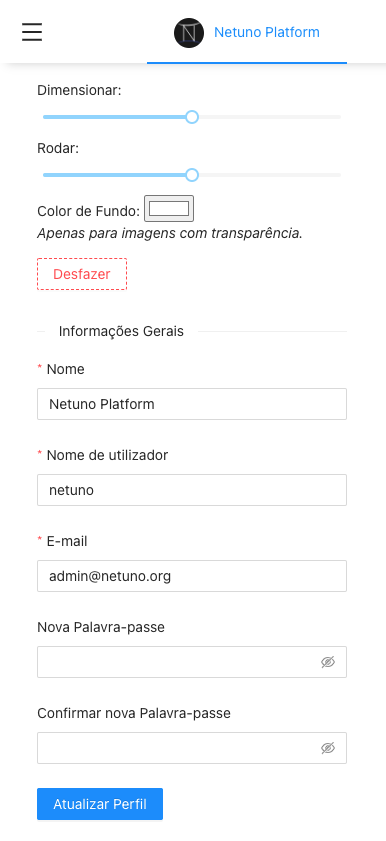 Netuno Platform
Dimensionar:
Rodar:
Color de Fundo:
Apenas para imagens com transparência.
Desfazer
Informações Gerais
* Nome
Netuno Platform
* Nome de utilizador
netuno
* E-mail
admin@netuno.org
Nova Palavra-passe
Confirmar nova Palavra-passe
Atualizar Perfil